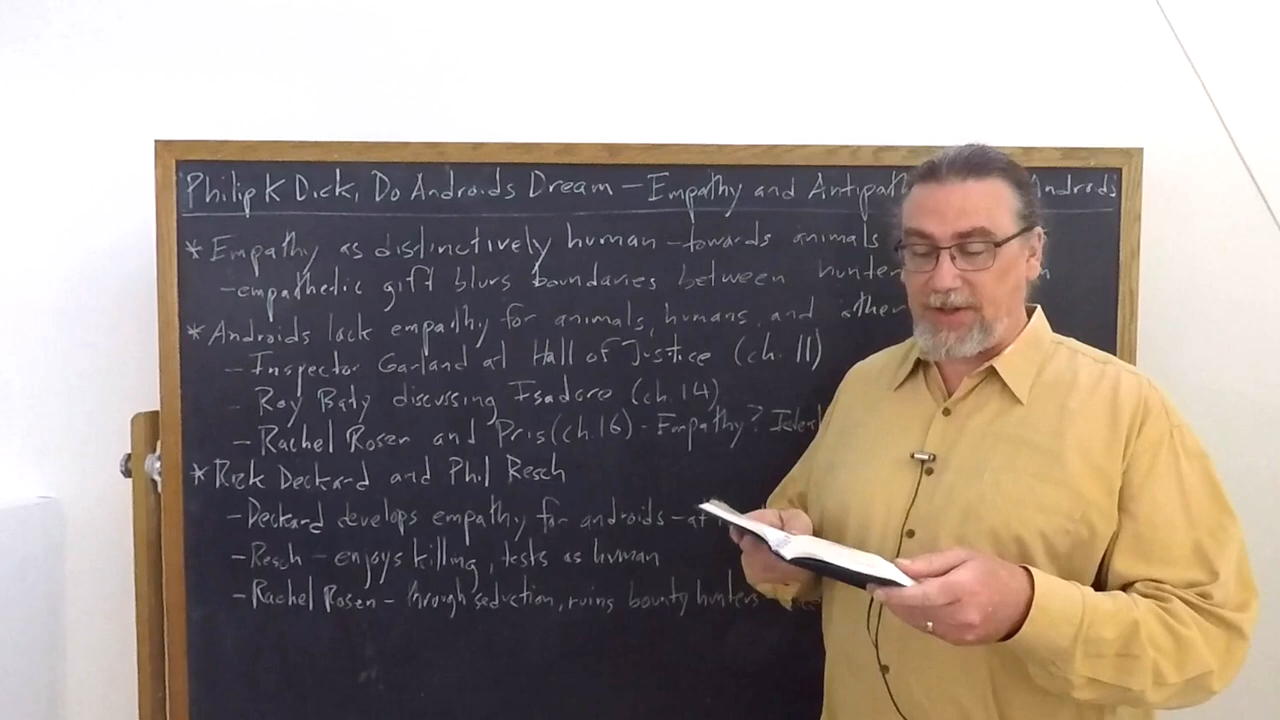 Philip K Dick, Do Androids Dream – Empathy and Antipath Androids
* Empathy as distinctively human – towards animals
- empathetic gift blurs boundaries between hunter
* Androids lack empathy for animals, humans, and other
- Inspector Garland at Hall of Justice (ch. 11)
- Roy Baty discussing Isadore (ch. 14)
- Rachel Rosen and Pris (ch. 16) - Empathy?
* Rick Deckard and Phil Resch
- Deckard develops empathy for androids – at
- Resch – enjoys killing, tests as human
- Rachel Rosen – through seduction, ruins bounty hunters